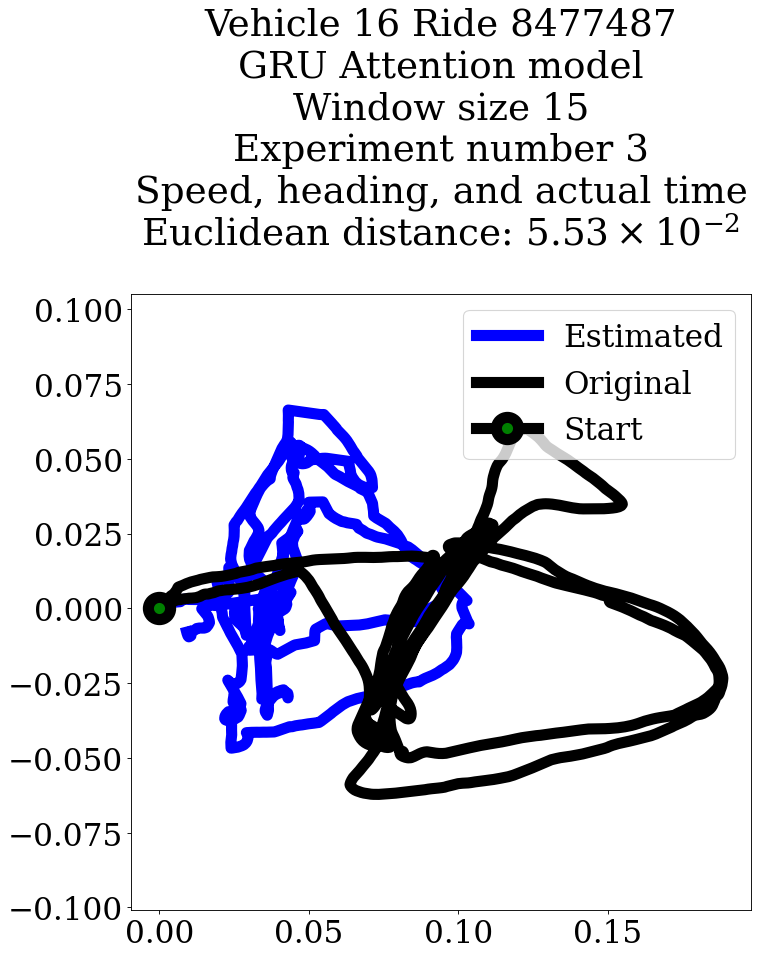 Vehicle 16 Ride 8477487
GRU Attention model
Window size 15
Experiment number 3
Speed, heading, and actual time
Euclidean distance: 5.53 × 10⁻²
Estimated
Original
Start
0.100
0.075
0.050
0.025
0.000
−0.025
−0.050
−0.075
−0.100
0.00 0.05 0.10 0.15